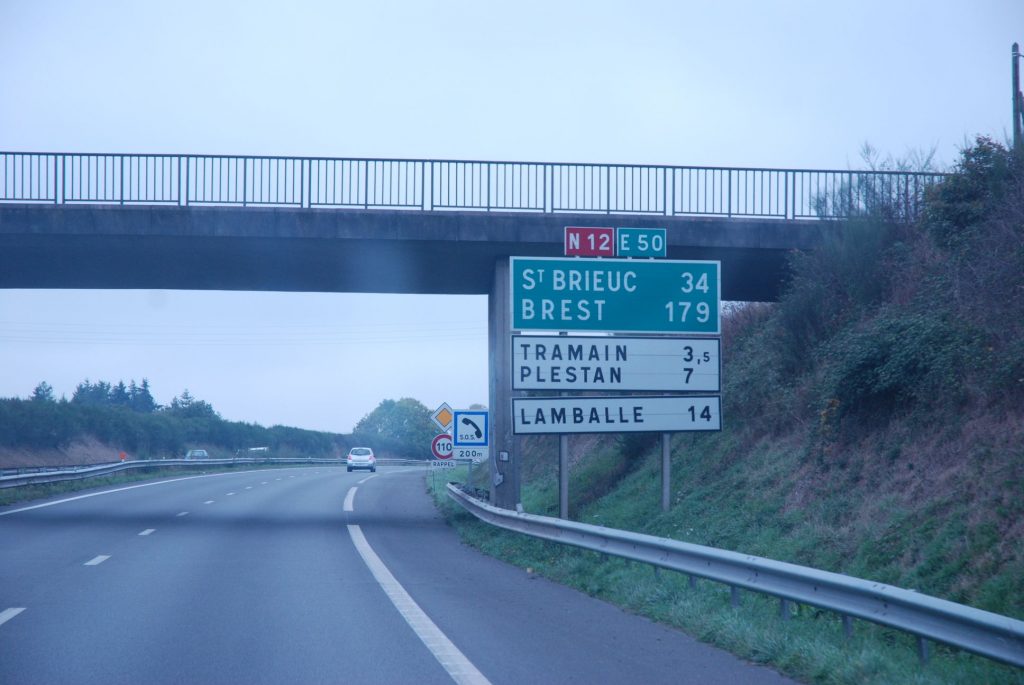 N 12 E 50
ST BRIEUC 34
BREST 179
TRAMAIN 3,5
PLESTAN 7
LAMBALLE 14
S.O.S.
200m
110
RAPPEL